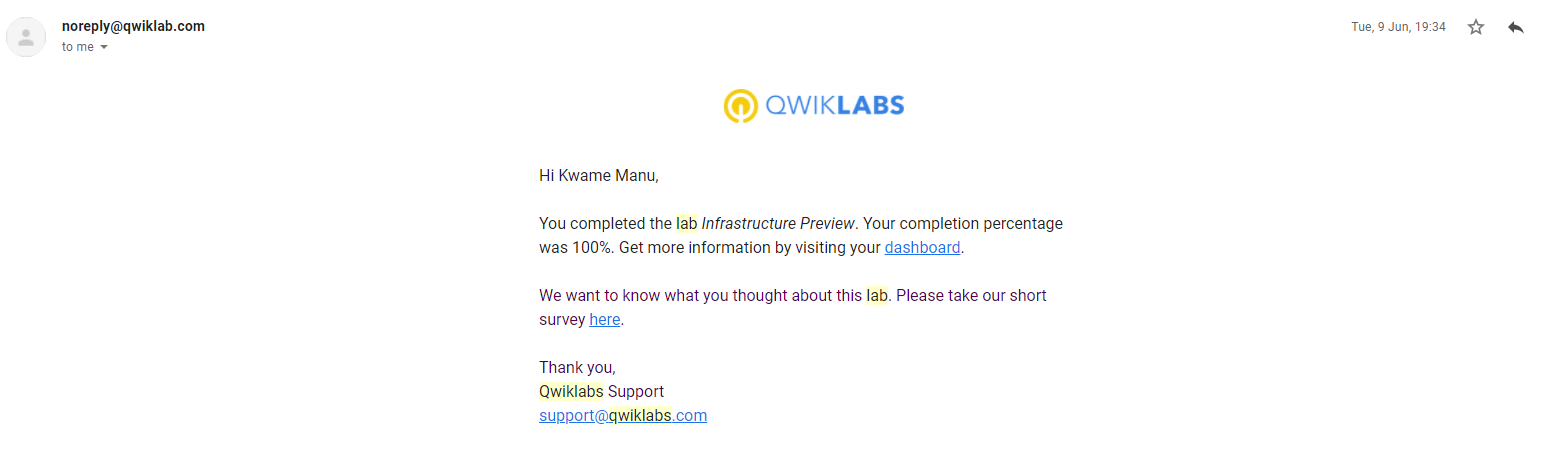 noreply@qwiklab.com
Tue, 9 Jun, 19:34
to me
QWIKLABS
Hi Kwame Manu,
You completed the lab Infrastructure Preview. Your completion percentage
was 100%. Get more information by visiting your dashboard.
We want to know what you thought about this lab. Please take our short
survey here.
Thank you,
Qwiklabs Support
support@qwiklabs.com